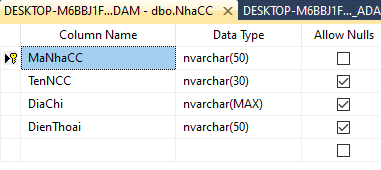 DESKTOP-M6BBJ1F...DAM - dbo.NhaCC
DESKTOP-M6BBJ1F..._ADA
Column Name Data Type Allow Nulls
MaNhaCC nvarchar(50)
TenNCC nvarchar(30)
DiaChi nvarchar(MAX)
DienThoai nvarchar(50)